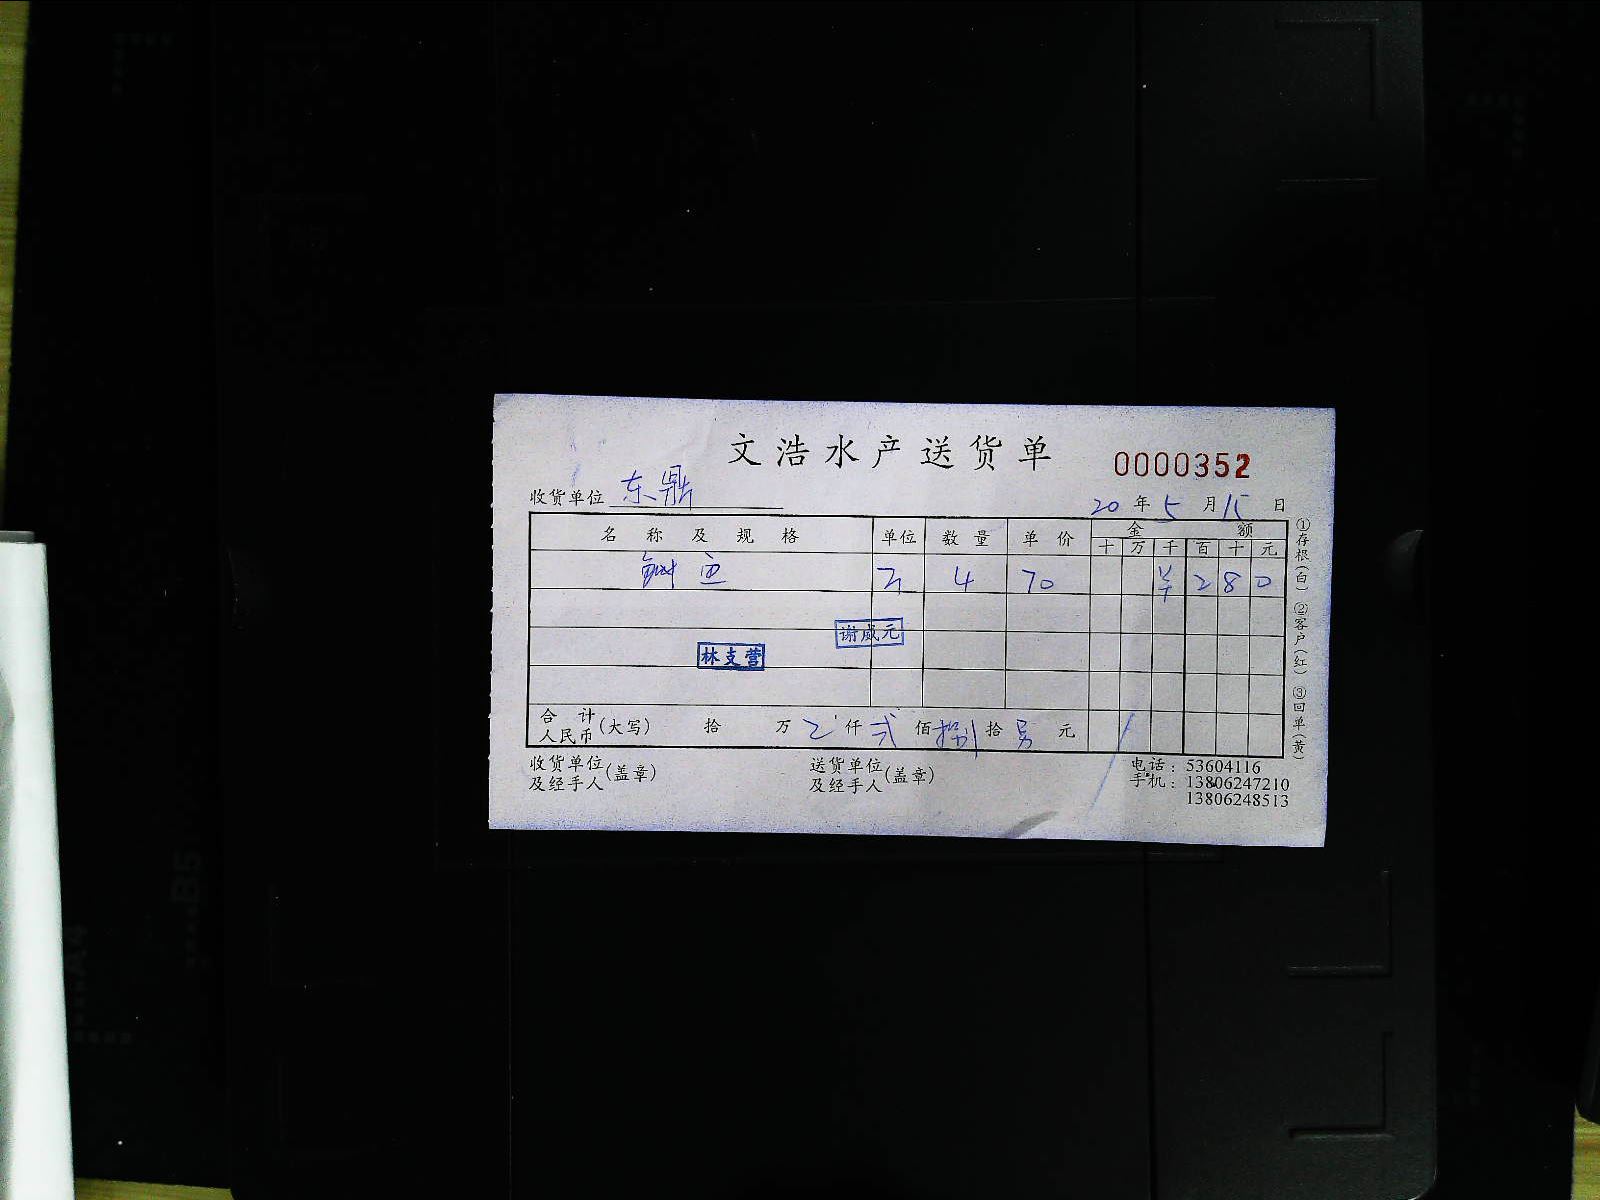 文浩水产送货单
0000352
收货单位 东鼎
20 年 5 月 15 日
名称及规格 单位 数量 单价 金额
十 万 千 百 十 元
鱼 4 70 ¥ 2 8 0
谢成元
林支营
合计人民币(大写) 拾 万 仟 贰 佰 捌 拾 另 元
收货单位及经手人(盖章) 送货单位及经手人(盖章)
电话:53604116
手机:13806247210
13806248513
①存根(白) ②客户(红) ③回单(黄)
B5
A4